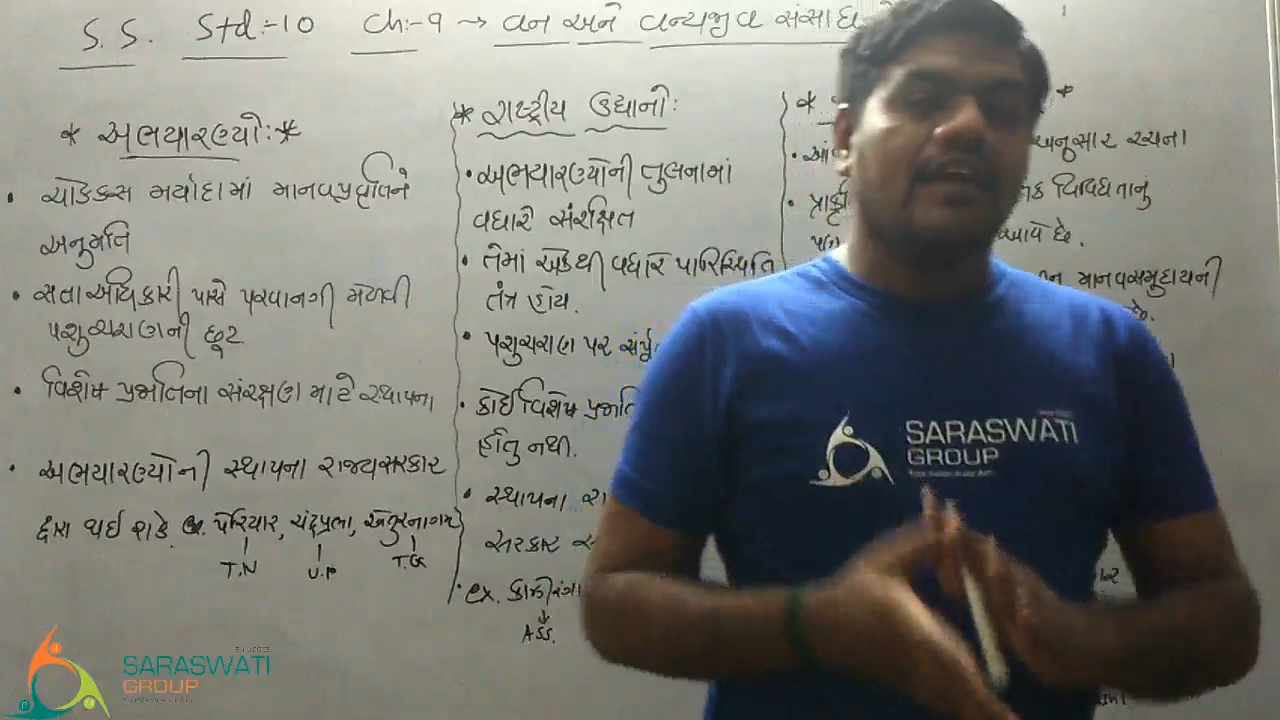 S. S. Std:-10 Ch:-9 → વન અને વન્યજીવ સંસાધ
* અભયારણ્યો:*
• ચોક્કસ મર્યાદામાં માનવપ્રવૃત્તિને
અનુમતિ
• સત્તા અધિકારી પાસે પરવાનગી મેળવી
પશુચરાણની છૂટ
• વિશેષ પ્રજાતિના સંરક્ષણ માટે સ્થાપના
• અભયારણ્યોની સ્થાપના રાજ્યસરકાર
દ્વારા થઈ શકે. પેરિયાર, ચંદ્રપ્રભા,
T.N U.P T.G
* રાષ્ટ્રીય ઉદ્યાનો:
• અભયારણ્યોની તુલનામાં
વધારે સંરક્ષિત
• તેમાં એકથી વધારે પારિસ્થિતિ
તંત્ર હોય.
• પશુચરાણ પર સંપૂ
• કોઈ વિશેષ પ્રજાતિ
હોતુ નથી.
• સ્થાપના રા
સરકાર
• ex. કાઝીરંગા
ASS.
* *
• આં અનુસાર રચના
• પ્રાકૃ વિવિધતાનું
આવે છે.
માનવસમુદાયની
છે.
SARASWATI
GROUP
SARASWATI
GROUP